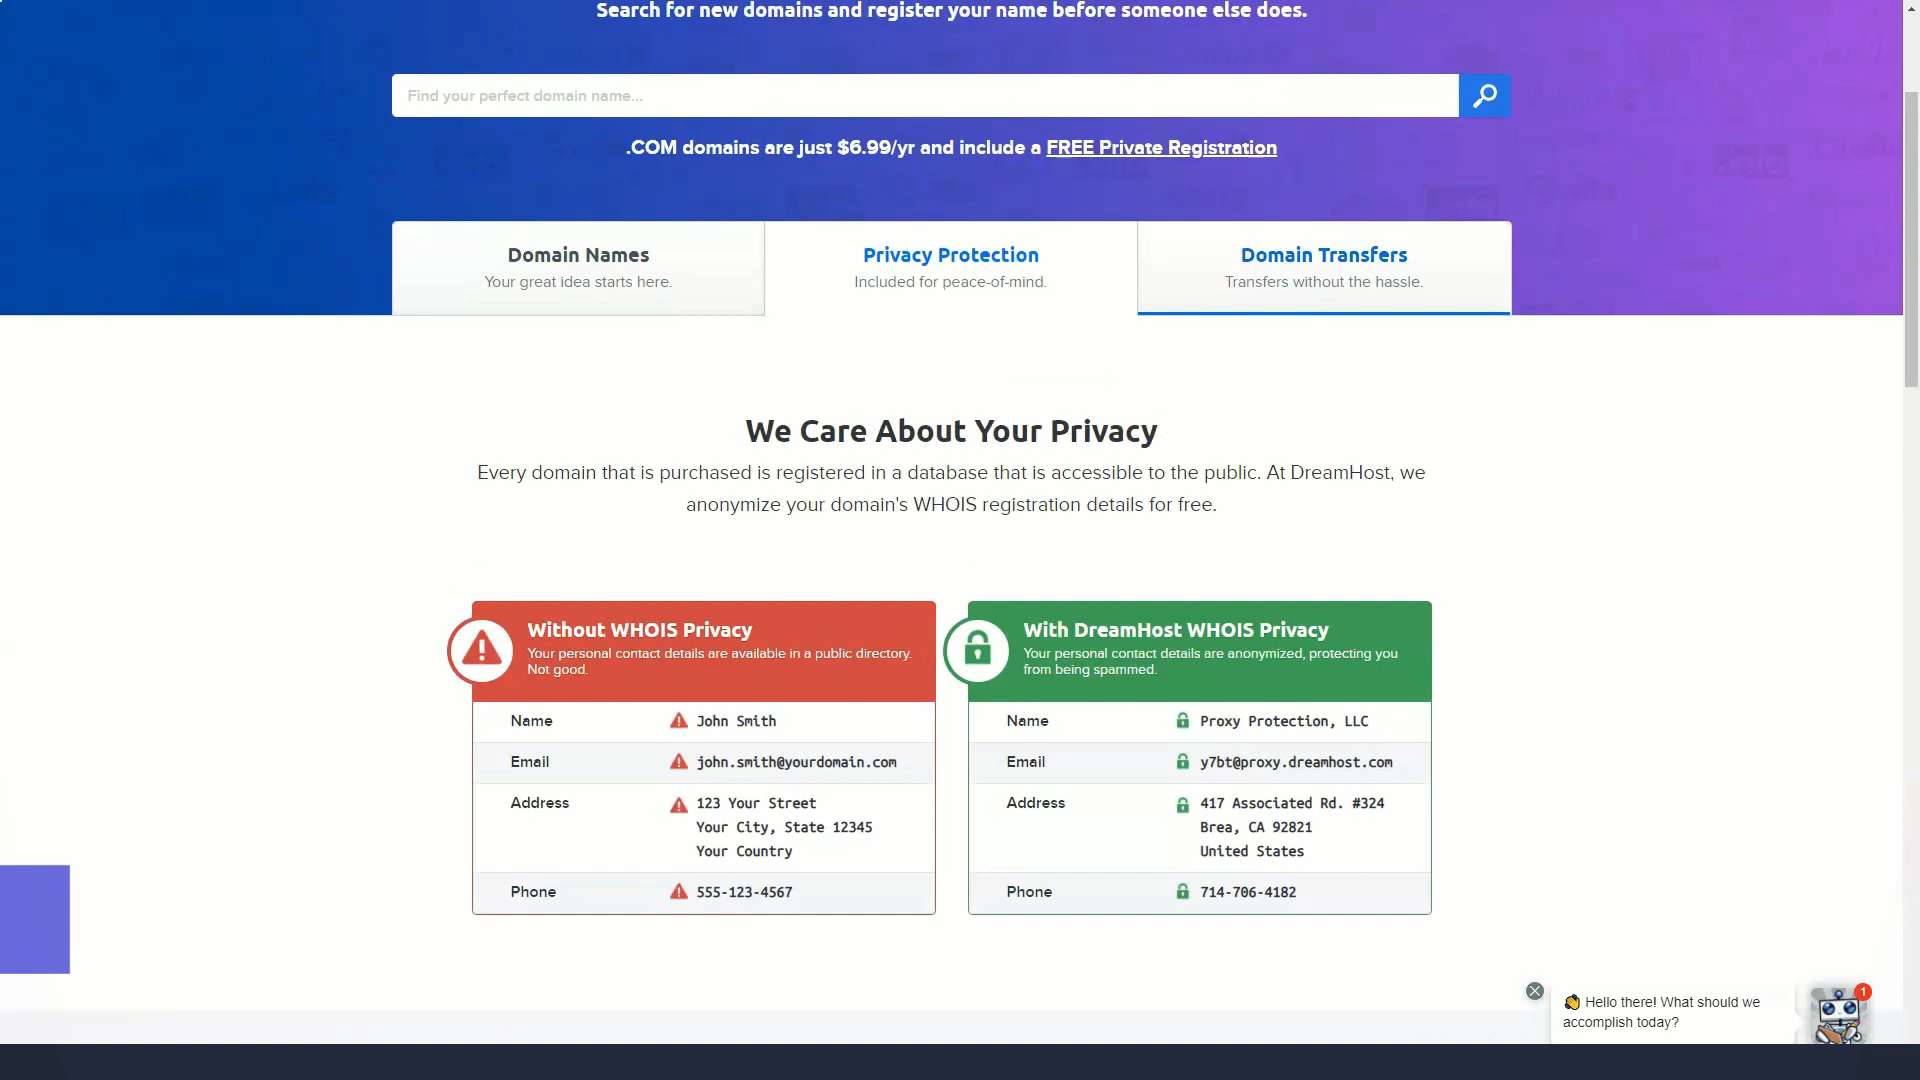 Search for new domains and register your name before someone else does.
Find your perfect domain name...
.COM domains are just $6.99/yr and include a FREE Private Registration
Domain Names
Your great idea starts here.
Privacy Protection
Included for peace-of-mind.
Domain Transfers
Transfers without the hassle.
We Care About Your Privacy
Every domain that is purchased is registered in a database that is accessible to the public. At DreamHost, we
anonymize your domain's WHOIS registration details for free.
Without WHOIS Privacy
Your personal contact details are available in a public directory.
Not good.
Name John Smith
Email john.smith@yourdomain.com
Address 123 Your Street
Your City, State 12345
Your Country
Phone 555-123-4567
With DreamHost WHOIS Privacy
Your personal contact details are anonymized, protecting you
from being spammed.
Name Proxy Protection, LLC
Email y7bt@proxy.dreamhost.com
Address 417 Associated Rd. #324
Brea, CA 92821
United States
Phone 714-706-4182
👋 Hello there! What should we
accomplish today?
1